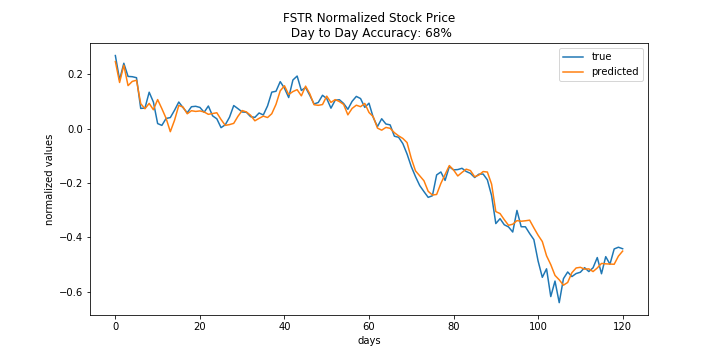 FSTR Normalized Stock Price
Day to Day Accuracy: 68%
true
predicted
normalized values
0.2
0.0
−0.2
−0.4
−0.6
0
20
40
60
80
100
120
days